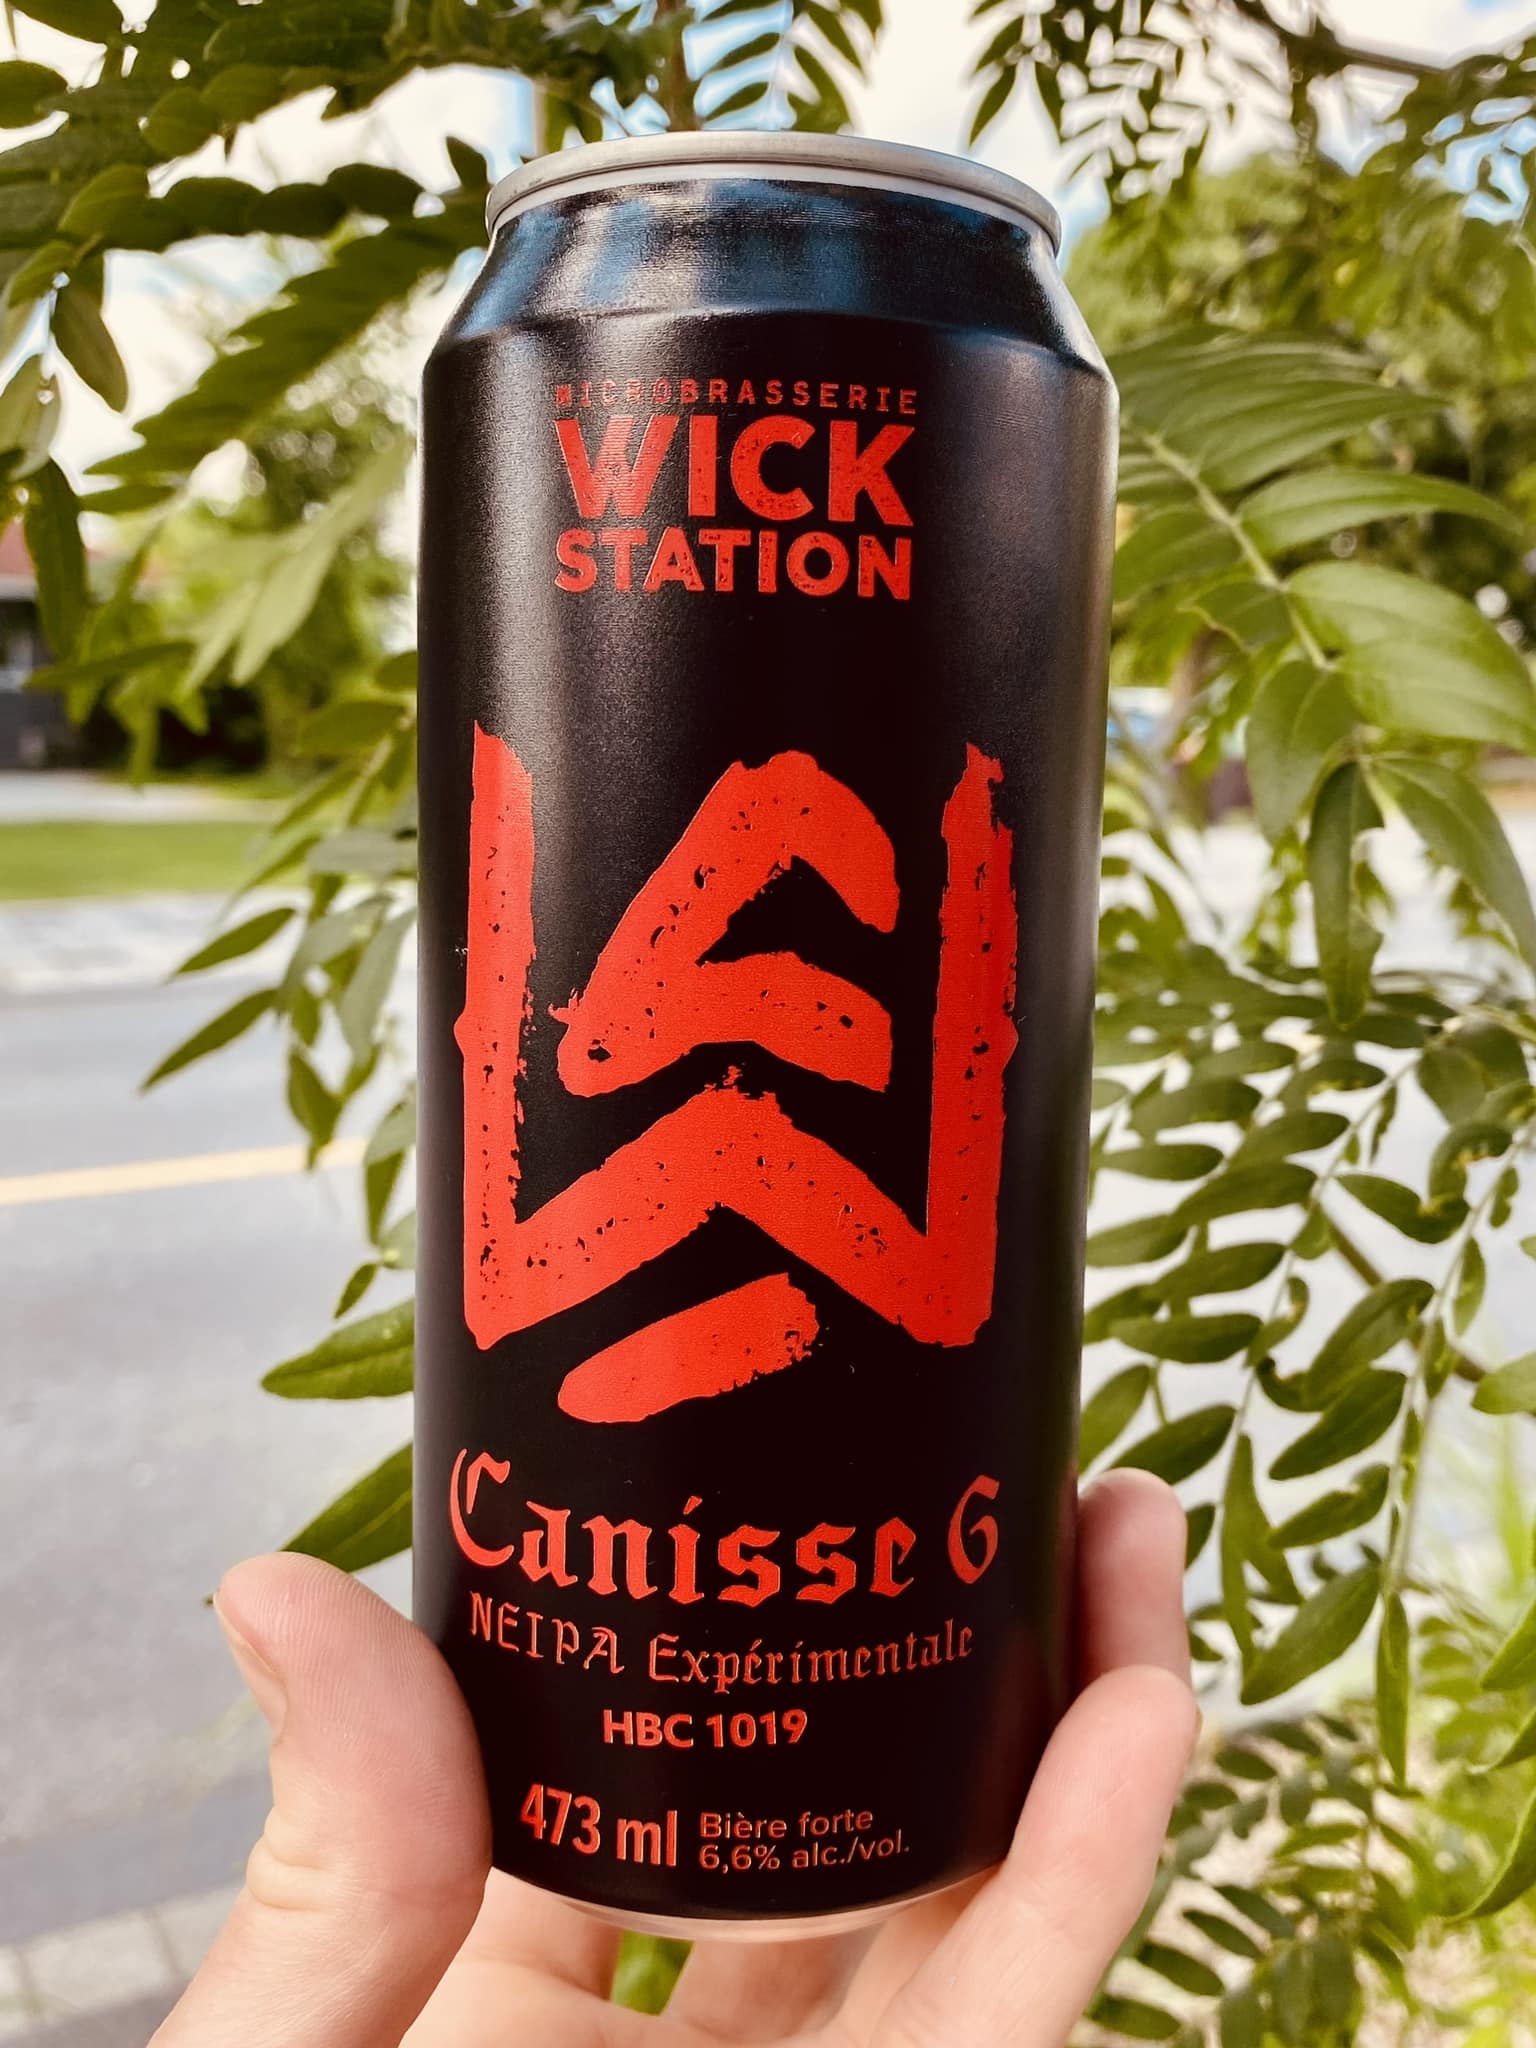 MICROBRASSERIE
WICK
STATION
Canisse 6
NEIPA Expérimentale
HBC 1019
473 ml
Bière forte
6,6% alc./vol.